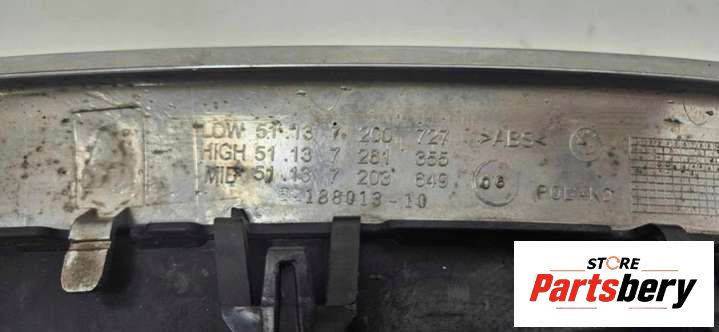 LOW 51.13 7 200 727 >ABS<
HIGH 51.13 7 281 355
MID 51.13 7 203 649 08
188013-10
STORE
Partsbery